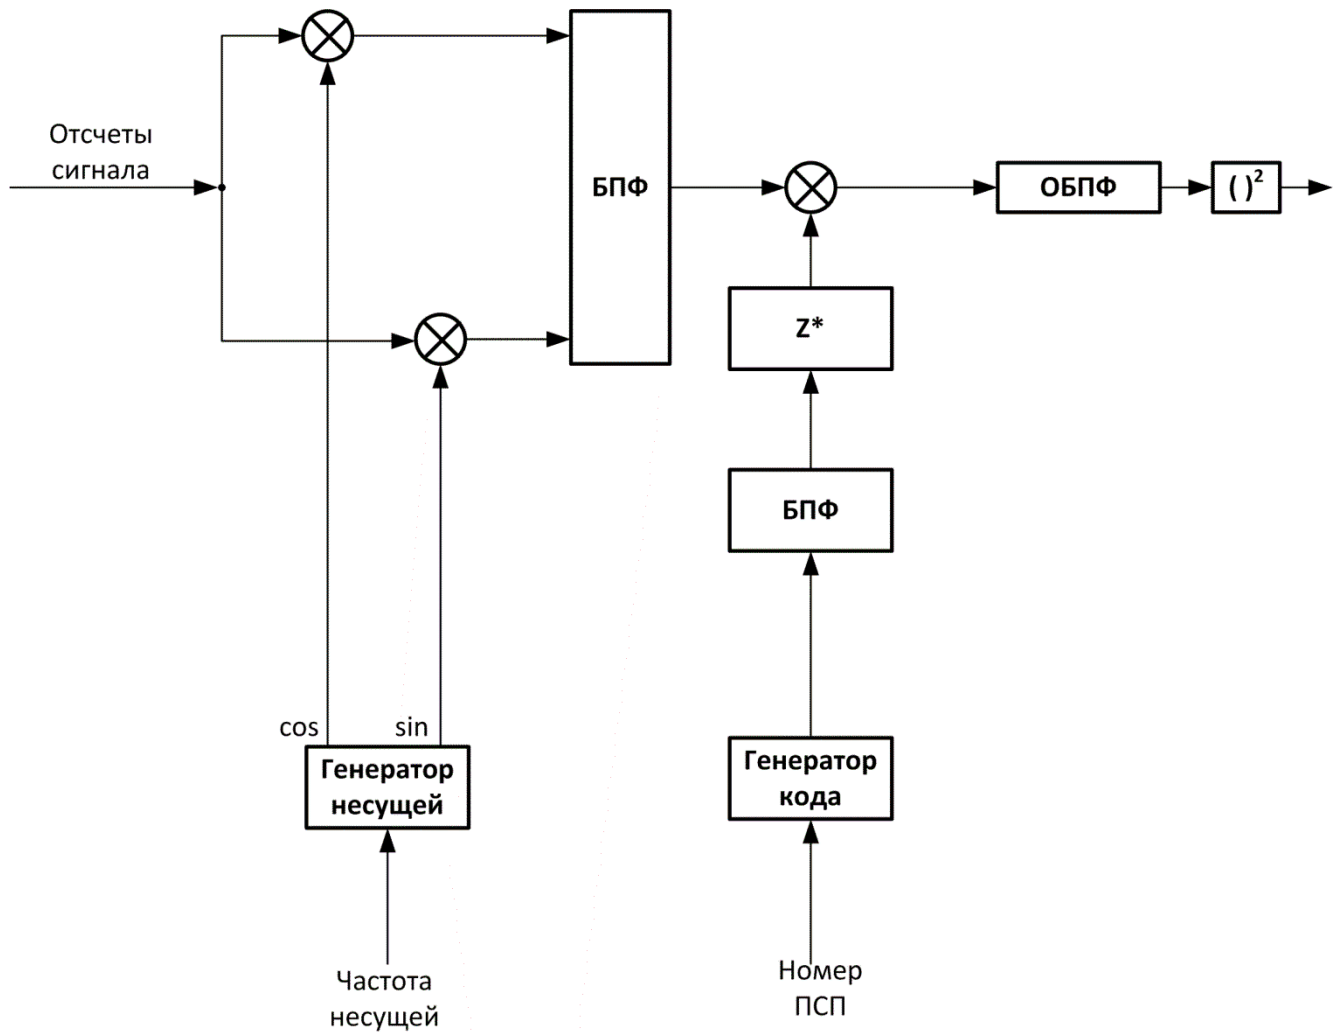 Отсчеты
сигнала
БПФ
ОБПФ
( )²
Z*
БПФ
cos
sin
Генератор
несущей
Генератор
кода
Частота
несущей
Номер
ПСП